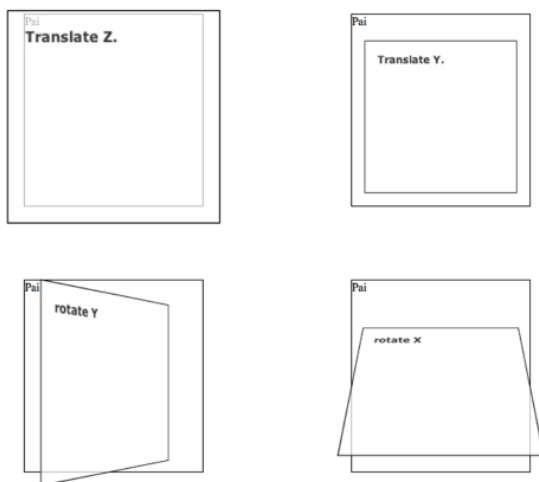 Pai
Translate Z.
Pai
Translate Y.
Pai
rotate Y
Pai
rotate X